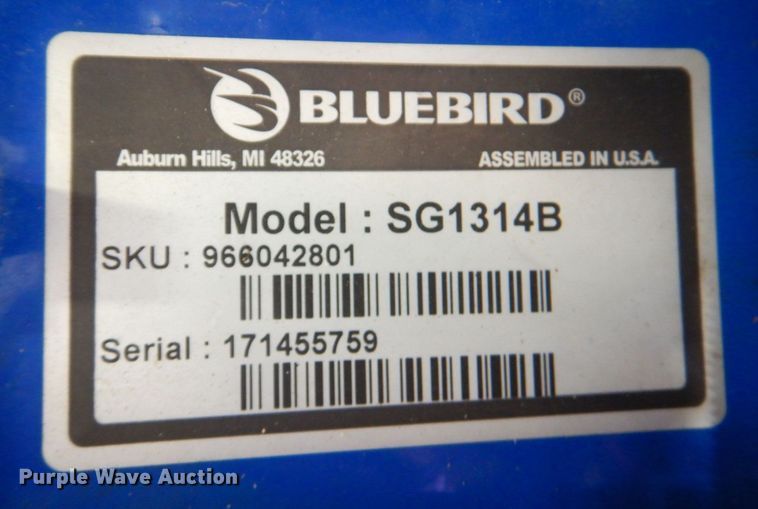 BLUEBIRD®
Auburn Hills, MI 48326 ASSEMBLED IN U.S.A.
Model : SG1314B
SKU : 966042801
Serial : 171455759
Purple Wave Auction